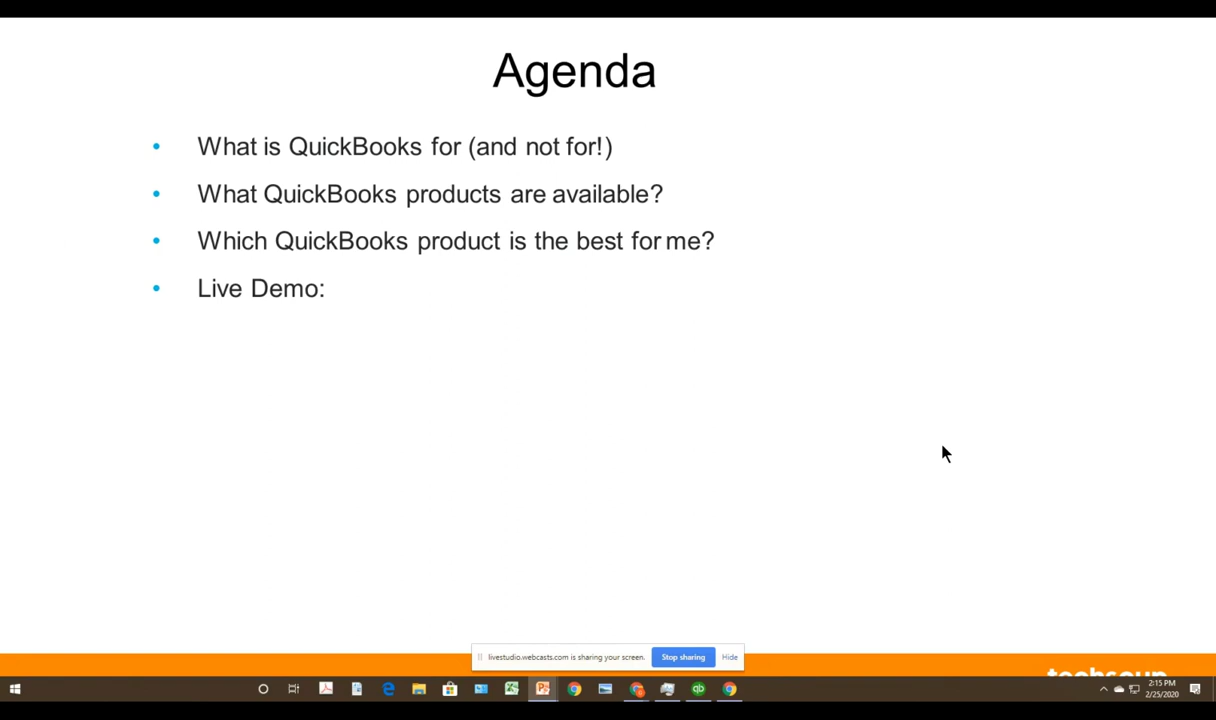 Agenda
• What is QuickBooks for (and not for!)
• What QuickBooks products are available?
• Which QuickBooks product is the best for me?
• Live Demo:
livestudio.webcasts.com is sharing your screen. Stop sharing Hide
techsoup
2:15 PM
2/25/2020